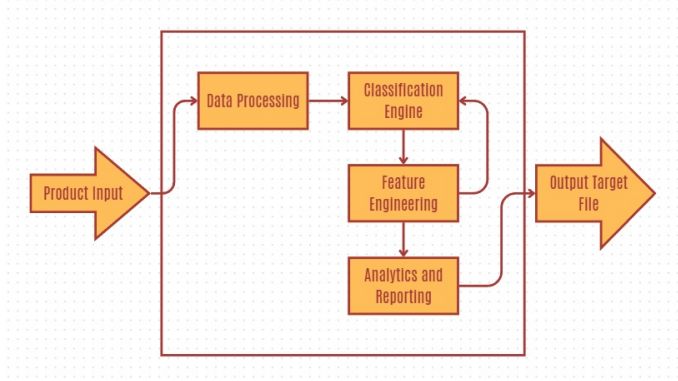 Product Input
Data Processing
Classification
Engine
Feature
Engineering
Analytics and
Reporting
Output Target
File